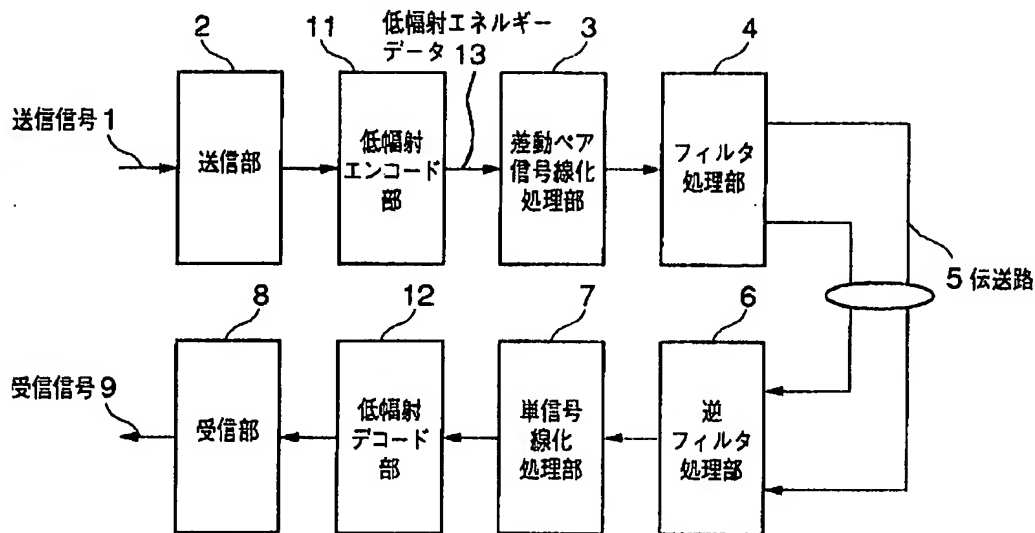 2
11
低幅射エネルギー
データ 13
3
4
送信信号 1
送信部
低幅射
エンコード
部
差動ペア
信号線化
処理部
フィルタ
処理部
5 伝送路
8
12
7
6
受信信号 9
受信部
低幅射
デコード
部
単信号
線化
処理部
逆
フィルタ
処理部